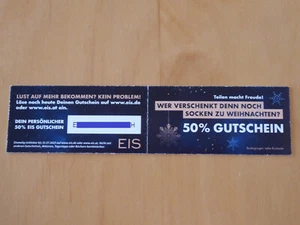 LUST AUF MEHR BEKOMMEN? KEIN PROBLEM!
Löse noch heute Deinen Gutschein auf www.eis.de
oder www.eis.at ein.
DEIN PERSÖNLICHER
50% EIS GUTSCHEIN
EIS
Teilen macht Freude!
WER VERSCHENKT DENN NOCH
SOCKEN ZU WEIHNACHTEN?
50% GUTSCHEIN